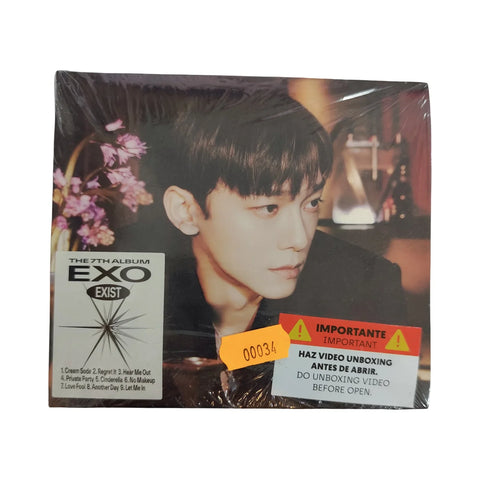 THE 7TH ALBUM
EXO
EXIST
1. Cream Soda 2. Regret It 3. Hear Me Out
4. Private Party 5. Cinderella 6. No Makeup
7. Love Fool 8. Another Day 9. Let Me In
00034
IMPORTANTE
IMPORTANT
HAZ VIDEO UNBOXING
ANTES DE ABRIR.
DO UNBOXING VIDEO
BEFORE OPEN.